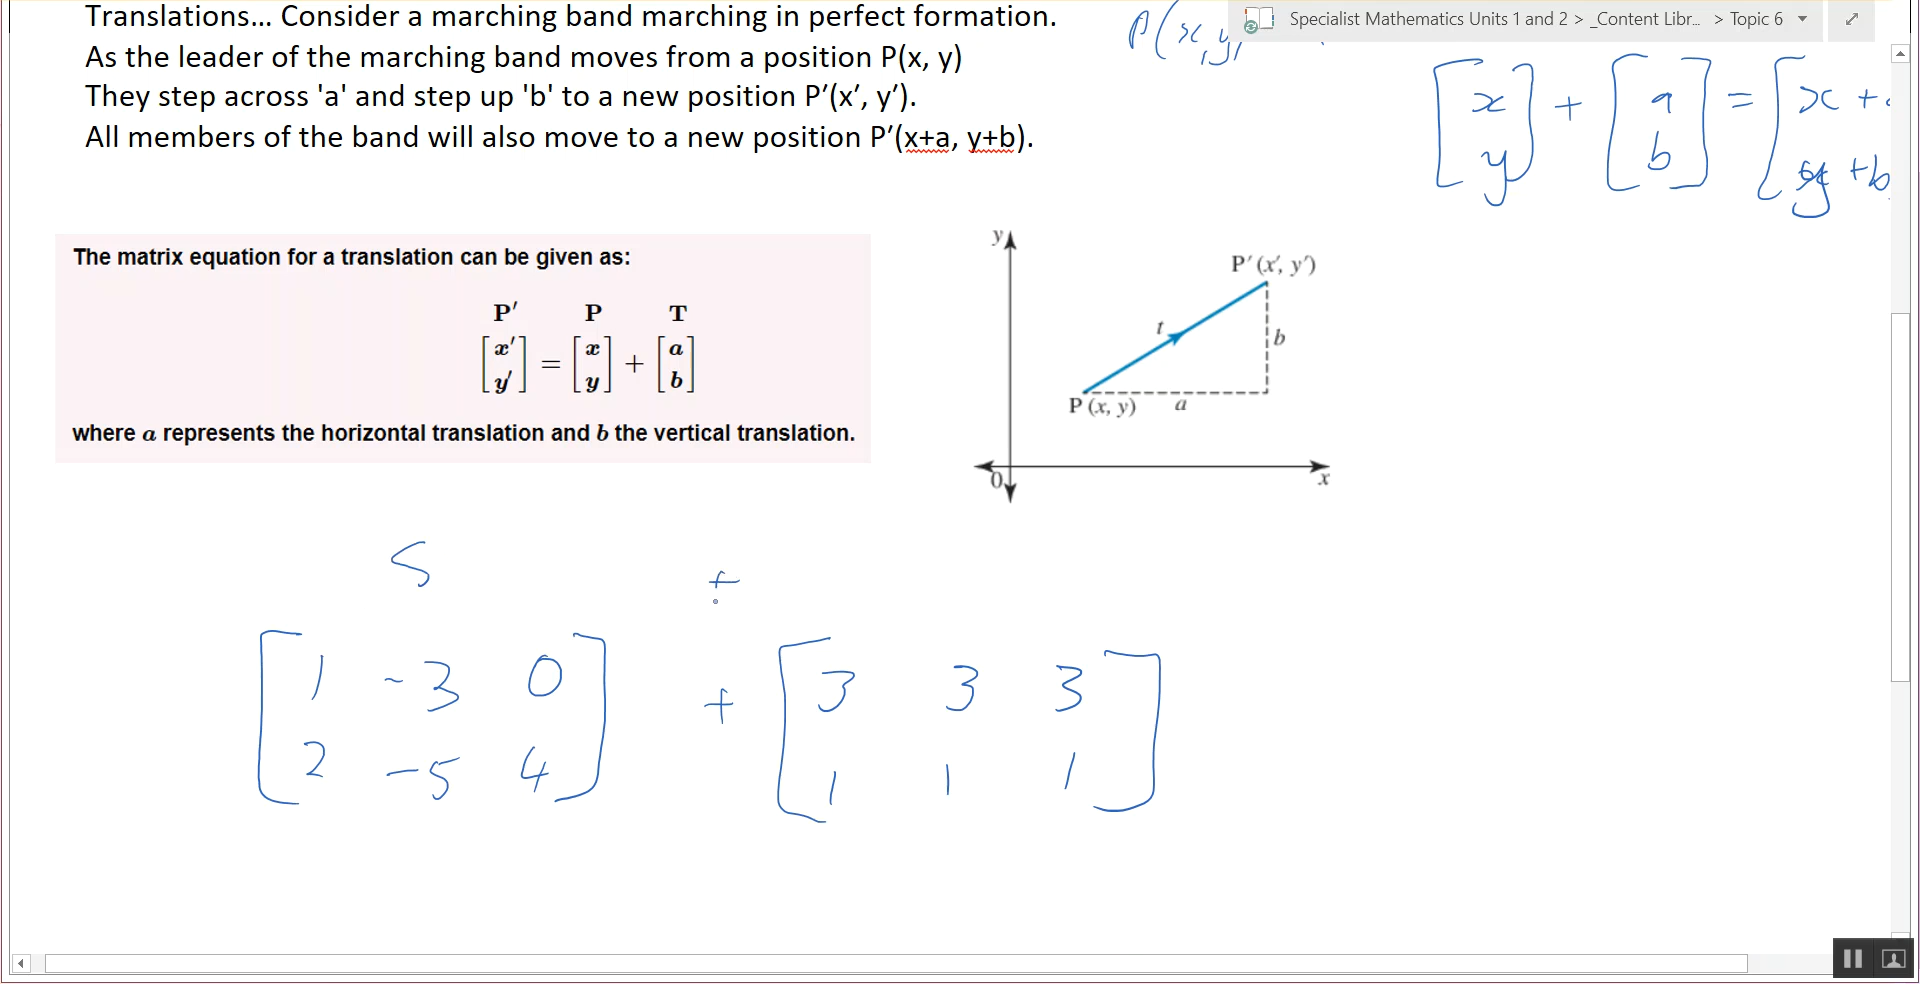 Translations... Consider a marching band marching in perfect formation.
As the leader of the marching band moves from a position P(x, y)
They step across 'a' and step up 'b' to a new position P′(x′, y′).
All members of the band will also move to a new position P′(x+a, y+b).
P(x, y)
Specialist Mathematics Units 1 and 2 > _Content Libr... > Topic 6
[x] + [a] = [x +
[y] [b] [y + b
The matrix equation for a translation can be given as:
P′ P T
[x′] = [x] + [a]
[y′] [y] [b]
where a represents the horizontal translation and b the vertical translation.
y
P′ (x′, y′)
t
b
P (x, y) a
0
x
S +
[1 -3 0] + [3 3 3]
[2 -5 4] [1 1 1]